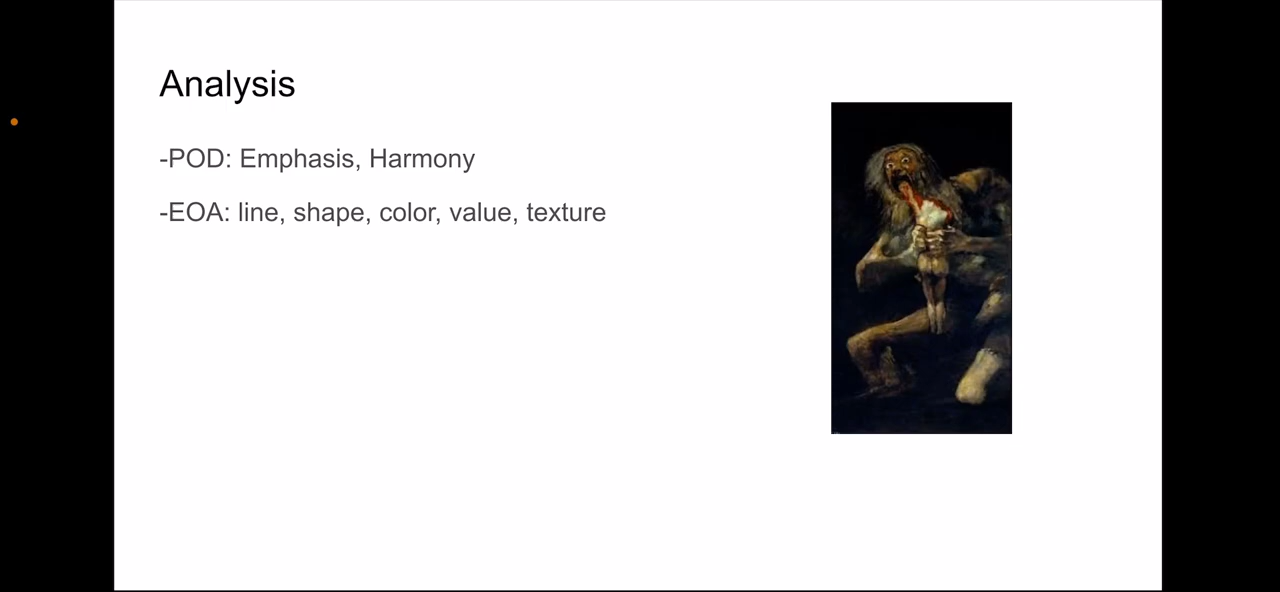 Analysis
-POD: Emphasis, Harmony
-EOA: line, shape, color, value, texture